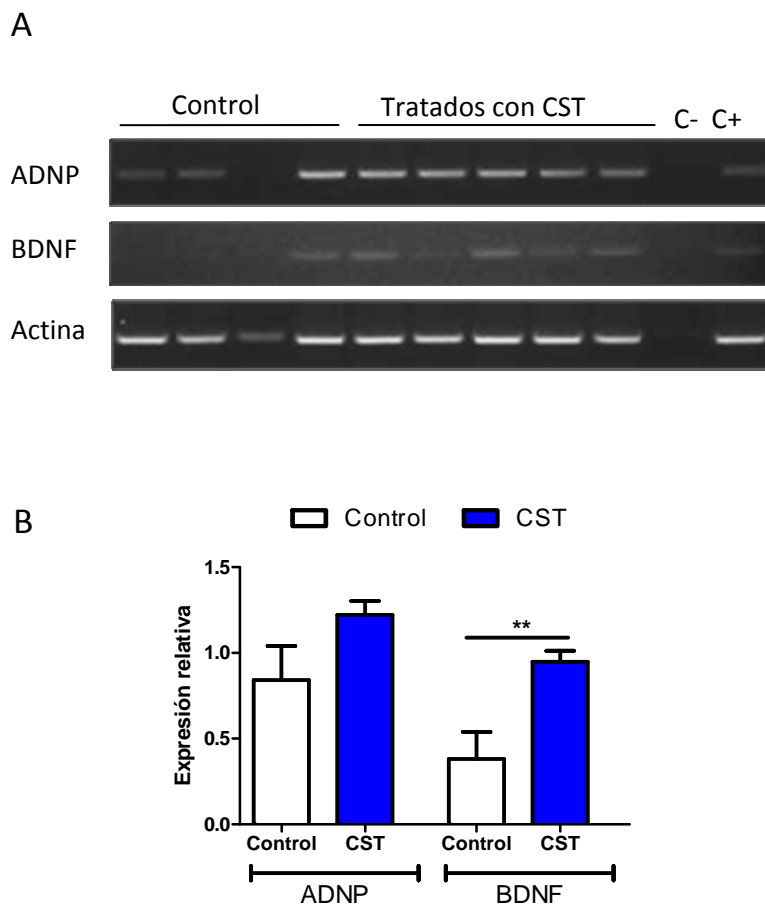 A
Control Tratados con CST C- C+
ADNP
BDNF
Actina
B
Control CST
Expresión relativa
1.5
1.0
0.5
0.0
**
Control CST Control CST
ADNP BDNF